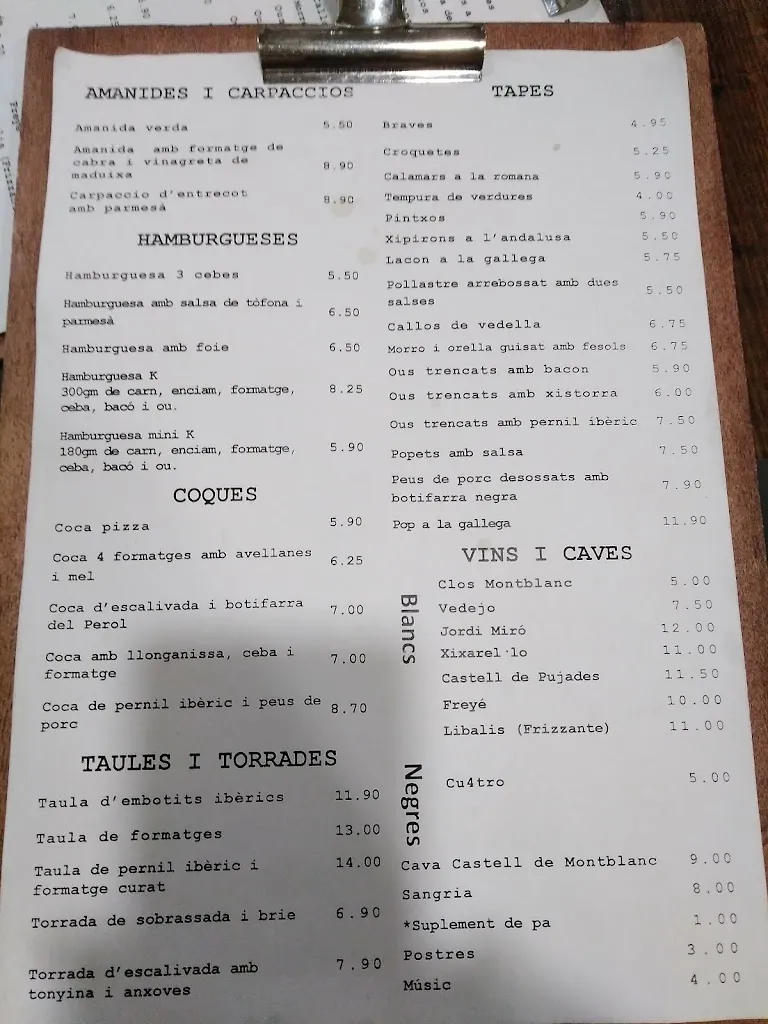 AMANIDES I CARPACCIOS
Amanida verda 5.50
Amanida amb formatge de
cabra i vinagreta de 8.90
maduixa
Carpaccio d'entrecot 8.90
amb parmesà
HAMBURGUESES
Hamburguesa 3 cebes 5.50
Hamburguesa amb salsa de tòfona i 6.50
parmesà
Hamburguesa amb foie 6.50
Hamburguesa K
300gm de carn, enciam, formatge, 8.25
ceba, bacó i ou.
Hamburguesa mini K
180gm de carn, enciam, formatge, 5.90
ceba, bacó i ou.
COQUES
Coca pizza 5.90
Coca 4 formatges amb avellanes 6.25
i mel
Coca d'escalivada i botifarra 7.00
del Perol
Coca amb llonganissa, ceba i 7.00
formatge
Coca de pernil ibèric i peus de 8.70
porc
TAULES I TORRADES
Taula d'embotits ibèrics 11.90
Taula de formatges 13.00
Taula de pernil ibèric i 14.00
formatge curat
Torrada de sobrassada i brie 6.90
Torrada d'escalivada amb 7.90
tonyina i anxoves
TAPES
Braves 4.95
Croquetes 5.25
Calamars a la romana 5.90
Tempura de verdures 4.00
Pintxos 5.90
Xipirons a l'andalusa 5.50
Lacon a la gallega 5.75
Pollastre arrebossat amb dues 5.50
salses
Callos de vedella 6.75
Morro i orella guisat amb fesols 6.75
Ous trencats amb bacon 5.90
Ous trencats amb xistorra 6.00
Ous trencats amb pernil ibèric 7.50
Popets amb salsa 7.50
Peus de porc desossats amb 7.90
botifarra negra
Pop a la gallega 11.90
VINS I CAVES
Blancs
Clos Montblanc 5.00
Vedejo 7.50
Jordi Miró 12.00
Xixarel·lo 11.00
Castell de Pujades 11.50
Freyé 10.00
Libalis (Frizzante) 11.00
Negres
Cu4tro 5.00
Cava Castell de Montblanc 9.00
Sangria 8.00
*Suplement de pa 1.00
Postres 3.00
Músic 4.00